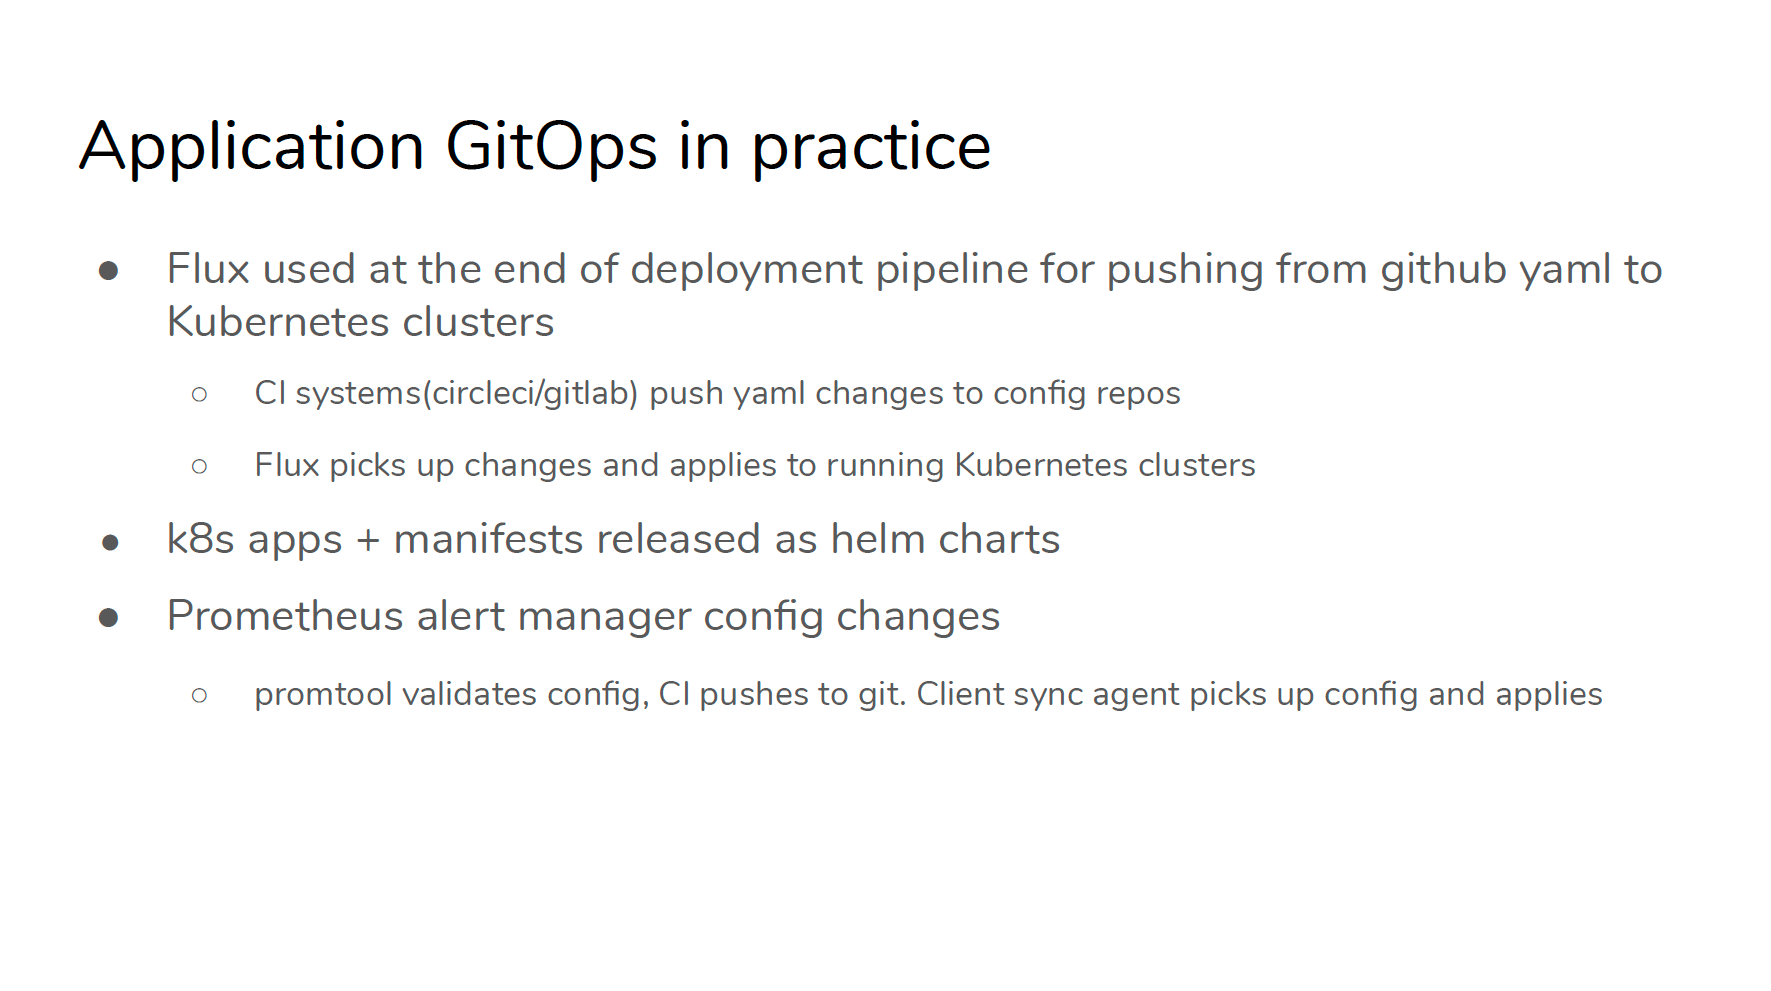 Application GitOps in practice
● Flux used at the end of deployment pipeline for pushing from github yaml to
Kubernetes clusters
○ CI systems(circleci/gitlab) push yaml changes to config repos
○ Flux picks up changes and applies to running Kubernetes clusters
● k8s apps + manifests released as helm charts
● Prometheus alert manager config changes
○ promtool validates config, CI pushes to git. Client sync agent picks up config and applies